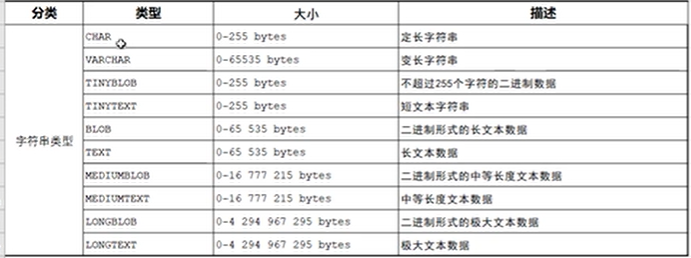 分类 类型 大小 描述
CHAR 0-255 bytes 定长字符串
VARCHAR 0-65535 bytes 变长字符串
TINYBLOB 0-255 bytes 不超过255个字符的二进制数据
TINYTEXT 0-255 bytes 短文本字符串
BLOB 0-65 535 bytes 二进制形式的长文本数据
字符串类型
TEXT 0-65 535 bytes 长文本数据
MEDIUMBLOB 0-16 777 215 bytes 二进制形式的中等长度文本数据
MEDIUMTEXT 0-16 777 215 bytes 中等长度文本数据
LONGBLOB 0-4 294 967 295 bytes 二进制形式的极大文本数据
LONGTEXT 0-4 294 967 295 bytes 极大文本数据